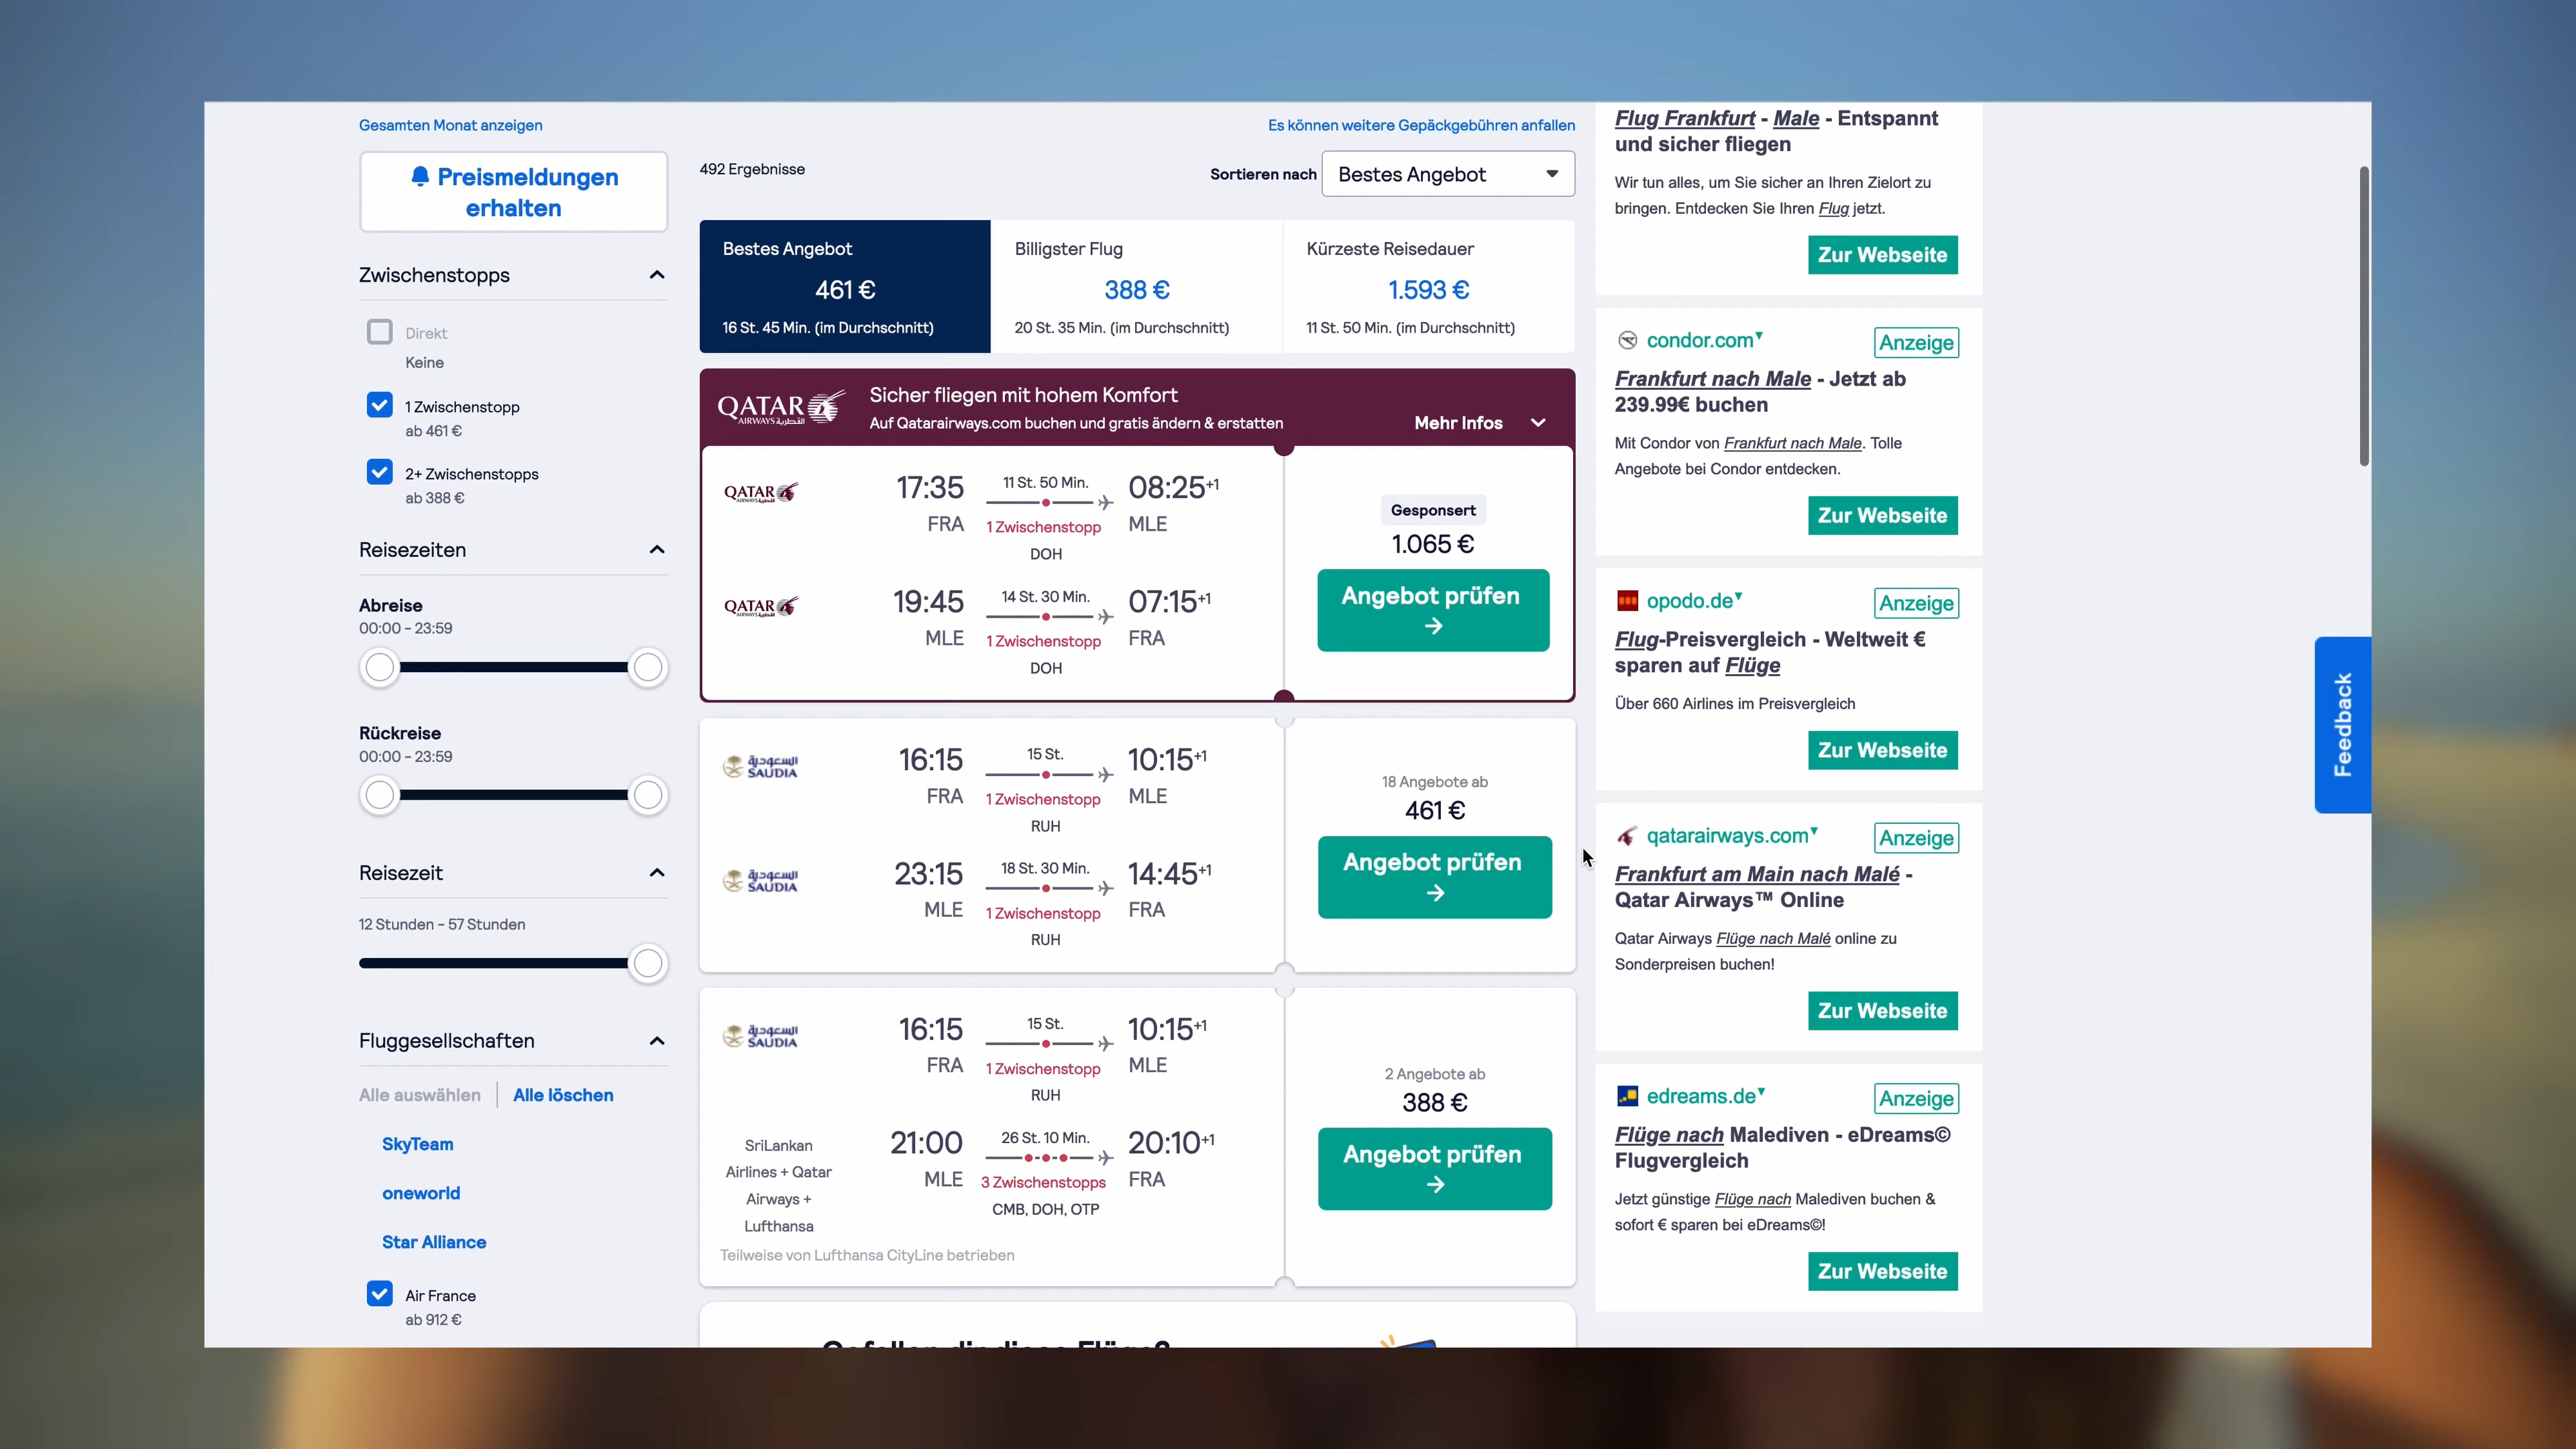 Gesamten Monat anzeigen
Preismeldungen
erhalten
Zwischenstopps
Direkt
Keine
1 Zwischenstopp
ab 461 €
2+ Zwischenstopps
ab 388 €
Reisezeiten
Abreise
00:00 - 23:59
Rückreise
00:00 - 23:59
Reisezeit
12 Stunden - 57 Stunden
Fluggesellschaften
Alle auswählen
Alle löschen
SkyTeam
oneworld
Star Alliance
Air France
ab 912 €
Es können weitere Gepäckgebühren anfallen
492 Ergebnisse
Sortieren nach
Bestes Angebot
Bestes Angebot
461 €
16 St. 45 Min. (im Durchschnitt)
Billigster Flug
388 €
20 St. 35 Min. (im Durchschnitt)
Kürzeste Reisedauer
1.593 €
11 St. 50 Min. (im Durchschnitt)
QATAR
AIRWAYS القطرية
Sicher fliegen mit hohem Komfort
Auf Qatarairways.com buchen und gratis ändern & erstatten
Mehr Infos
QATAR
17:35
FRA
11 St. 50 Min.
1 Zwischenstopp
DOH
08:25+1
MLE
QATAR
19:45
MLE
14 St. 30 Min.
1 Zwischenstopp
DOH
07:15+1
FRA
Gesponsert
1.065 €
Angebot prüfen
السعودية
SAUDIA
16:15
FRA
15 St.
1 Zwischenstopp
RUH
10:15+1
MLE
السعودية
SAUDIA
23:15
MLE
18 St. 30 Min.
1 Zwischenstopp
RUH
14:45+1
FRA
18 Angebote ab
461 €
Angebot prüfen
السعودية
SAUDIA
16:15
FRA
15 St.
1 Zwischenstopp
RUH
10:15+1
MLE
SriLankan
Airlines + Qatar
Airways +
Lufthansa
21:00
MLE
26 St. 10 Min.
3 Zwischenstopps
CMB, DOH, OTP
20:10+1
FRA
Teilweise von Lufthansa CityLine betrieben
2 Angebote ab
388 €
Angebot prüfen
Gefallen dir diese Flüge?
Flug Frankfurt - Male - Entspannt
und sicher fliegen
Wir tun alles, um Sie sicher an Ihren Zielort zu
bringen. Entdecken Sie Ihren Flug jetzt.
Zur Webseite
condor.com
Anzeige
Frankfurt nach Male - Jetzt ab
239.99€ buchen
Mit Condor von Frankfurt nach Male. Tolle
Angebote bei Condor entdecken.
Zur Webseite
opodo.de
Anzeige
Flug-Preisvergleich - Weltweit €
sparen auf Flüge
Über 660 Airlines im Preisvergleich
Zur Webseite
qatarairways.com
Anzeige
Frankfurt am Main nach Malé -
Qatar Airways™ Online
Qatar Airways Flüge nach Malé online zu
Sonderpreisen buchen!
Zur Webseite
edreams.de
Anzeige
Flüge nach Malediven - eDreams©
Flugvergleich
Jetzt günstige Flüge nach Malediven buchen &
sofort € sparen bei eDreams©!
Zur Webseite
Feedback